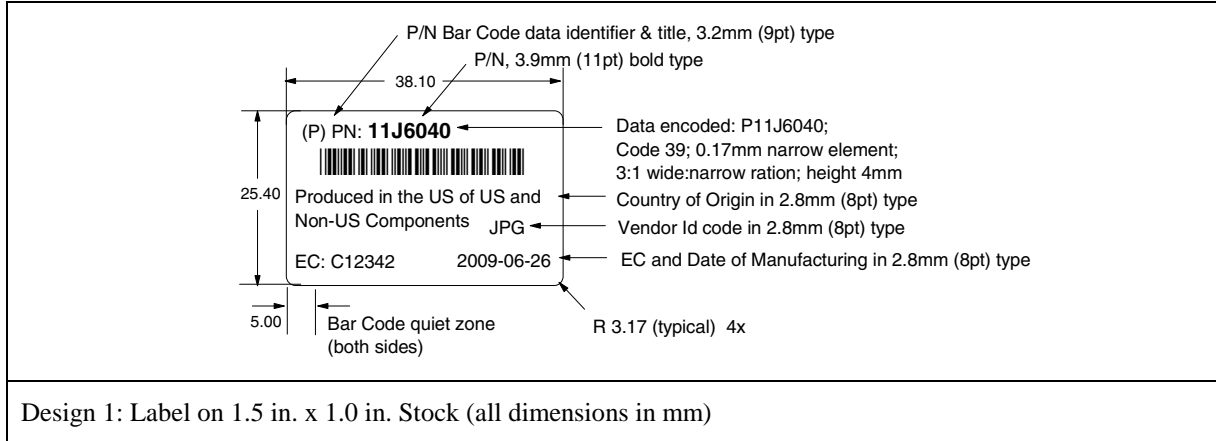 P/N Bar Code data identifier & title, 3.2mm (9pt) type
P/N, 3.9mm (11pt) bold type
38.10
(P) PN: 11J6040
Data encoded: P11J6040;
Code 39; 0.17mm narrow element;
3:1 wide:narrow ration; height 4mm
25.40
Produced in the US of US and
Non-US Components
Country of Origin in 2.8mm (8pt) type
JPG
Vendor Id code in 2.8mm (8pt) type
EC: C12342
2009-06-26
EC and Date of Manufacturing in 2.8mm (8pt) type
5.00
Bar Code quiet zone
(both sides)
R 3.17 (typical) 4x
Design 1: Label on 1.5 in. x 1.0 in. Stock (all dimensions in mm)